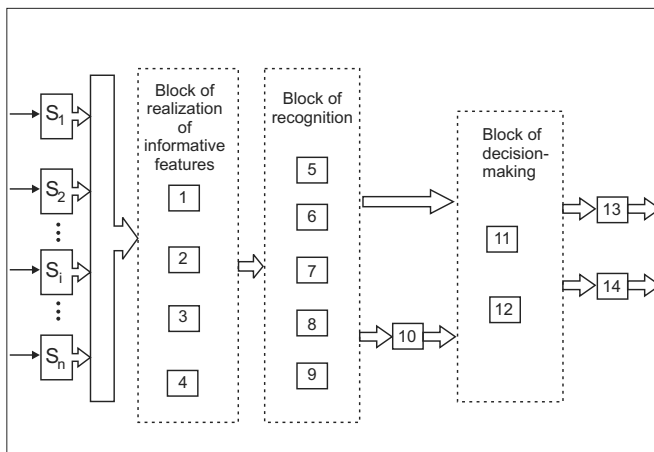 S1
S2
Si
Sn
Block of
realization
of
informative
features
1
2
3
4
Block of
recognition
5
6
7
8
9
10
Block of
decision-
making
11
12
13
14